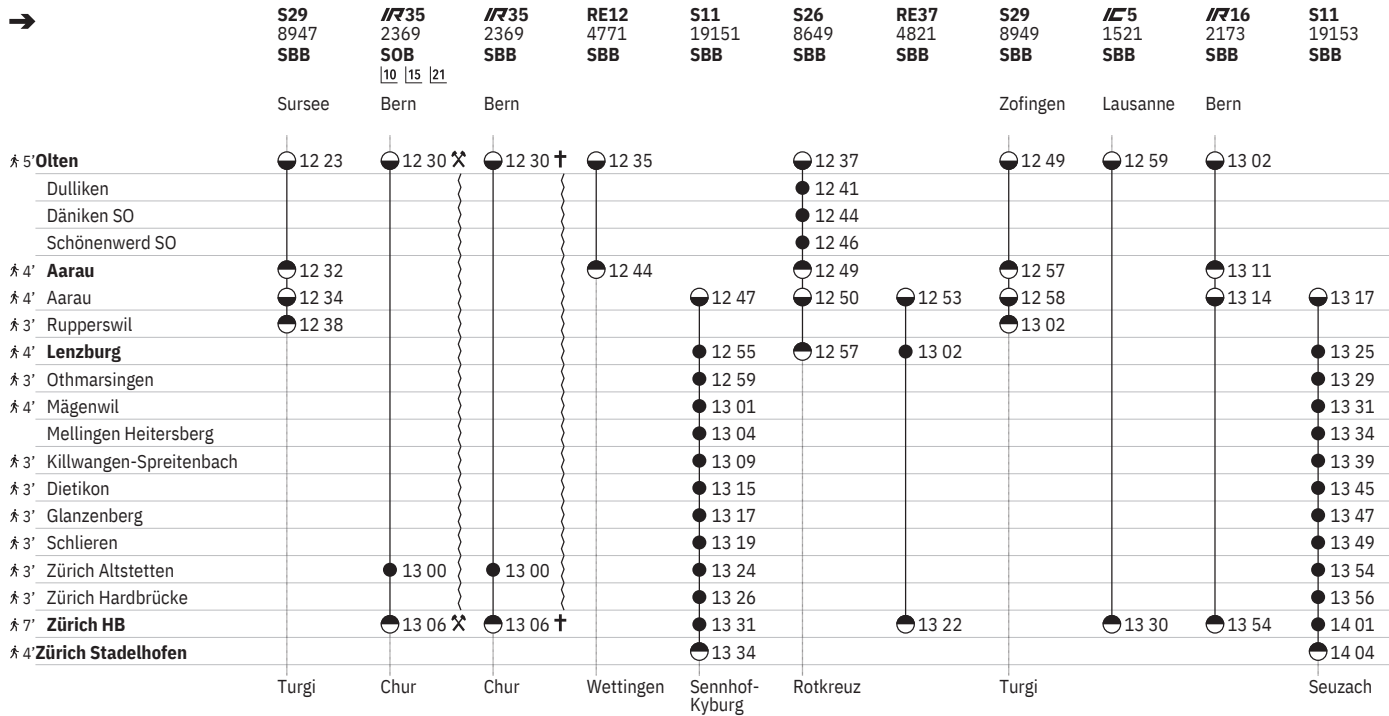 S29 IR35 IR35 RE12 S11 S26 RE37 S29 IC5 IR16 S11
8947 2369 2369 4771 19151 8649 4821 8949 1521 2173 19153
SBB SOB SBB SBB SBB SBB SBB SBB SBB SBB SBB
10 15 21
Sursee Bern Bern Zofingen Lausanne Bern
5' Olten 12 23 12 30 12 30 12 35 12 37 12 49 12 59 13 02
Dulliken 12 41
Däniken SO 12 44
Schönenwerd SO 12 46
4' Aarau 12 32 12 44 12 49 12 57 13 11
4' Aarau 12 34 12 47 12 50 12 53 12 58 13 14 13 17
3' Rupperswil 12 38 13 02
4' Lenzburg 12 55 12 57 13 02 13 25
3' Othmarsingen 12 59 13 29
4' Mägenwil 13 01 13 31
Mellingen Heitersberg 13 04 13 34
3' Killwangen-Spreitenbach 13 09 13 39
3' Dietikon 13 15 13 45
3' Glanzenberg 13 17 13 47
3' Schlieren 13 19 13 49
3' Zürich Altstetten 13 00 13 00 13 24 13 54
3' Zürich Hardbrücke 13 26 13 56
7' Zürich HB 13 06 13 06 13 31 13 22 13 30 13 54 14 01
4' Zürich Stadelhofen 13 34 14 04
Turgi Chur Chur Wettingen Sennhof- Rotkreuz Turgi Seuzach
Kyburg